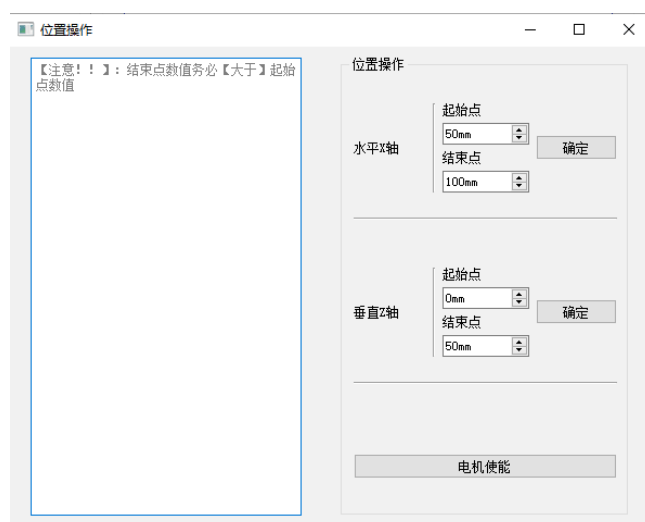 位置操作
【注意！！】：结束点数值务必【大于】起始
点数值
位置操作
水平X轴
起始点
50mm
结束点
100mm
确定
垂直Z轴
起始点
0mm
结束点
50mm
确定
电机使能